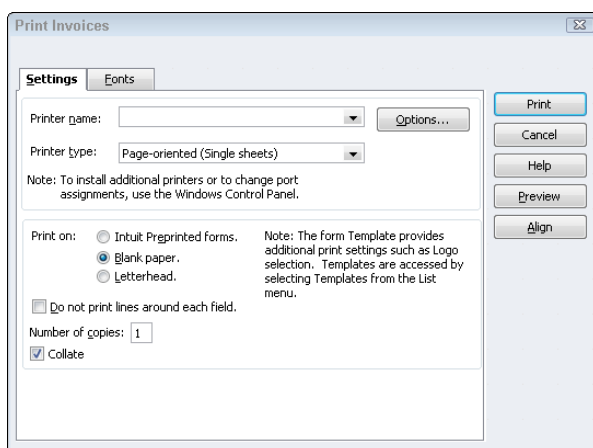 Print Invoices
Settings
Fonts
Printer name:
Options...
Printer type:
Page-oriented (Single sheets)
Note: To install additional printers or to change port
assignments, use the Windows Control Panel.
Print on:
Intuit Preprinted forms.
Blank paper.
Letterhead.
Note: The form Template provides
additional print settings such as Logo
selection. Templates are accessed by
selecting Templates from the List
menu.
Do not print lines around each field.
Number of copies: 1
Collate
Print
Cancel
Help
Preview
Align